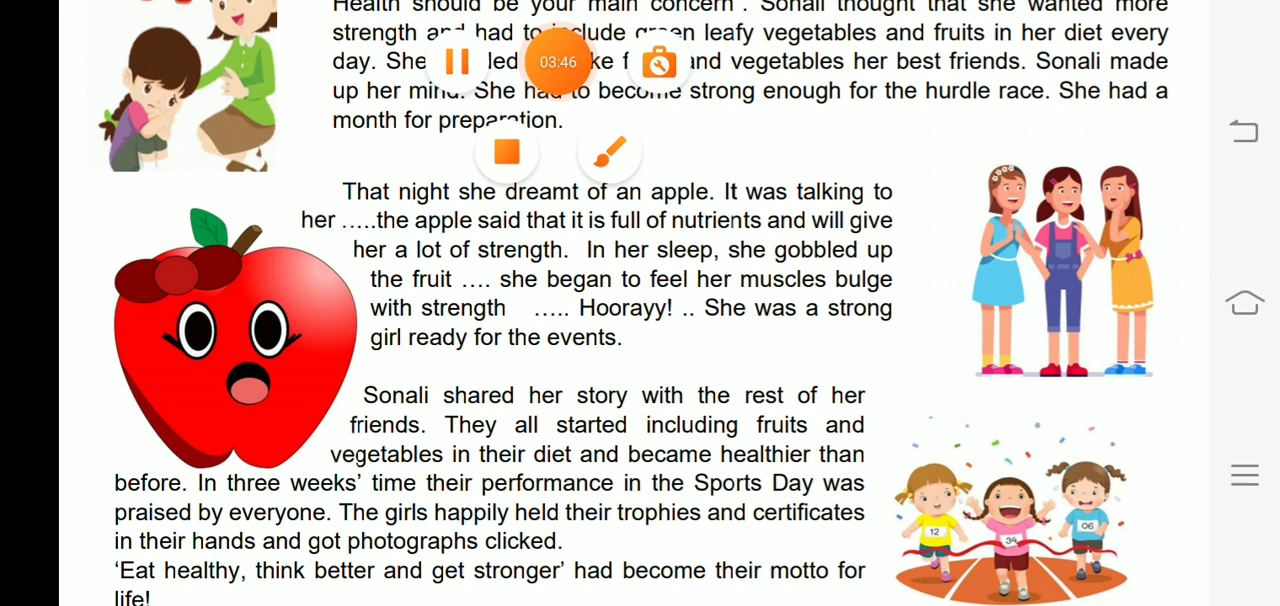 Health should be your main concern'. Sonali thought that she wanted more
strength and had to include green leafy vegetables and fruits in her diet every
day. She and vegetables her best friends. Sonali made
up her mind. She had to become strong enough for the hurdle race. She had a
month for preparation.
03:46
That night she dreamt of an apple. It was talking to
her …..the apple said that it is full of nutrients and will give
her a lot of strength. In her sleep, she gobbled up
the fruit …. she began to feel her muscles bulge
with strength ….. Hoorayy! .. She was a strong
girl ready for the events.
Sonali shared her story with the rest of her
friends. They all started including fruits and
vegetables in their diet and became healthier than
before. In three weeks' time their performance in the Sports Day was
praised by everyone. The girls happily held their trophies and certificates
in their hands and got photographs clicked.
'Eat healthy, think better and get stronger' had become their motto for
life!
12
34
06